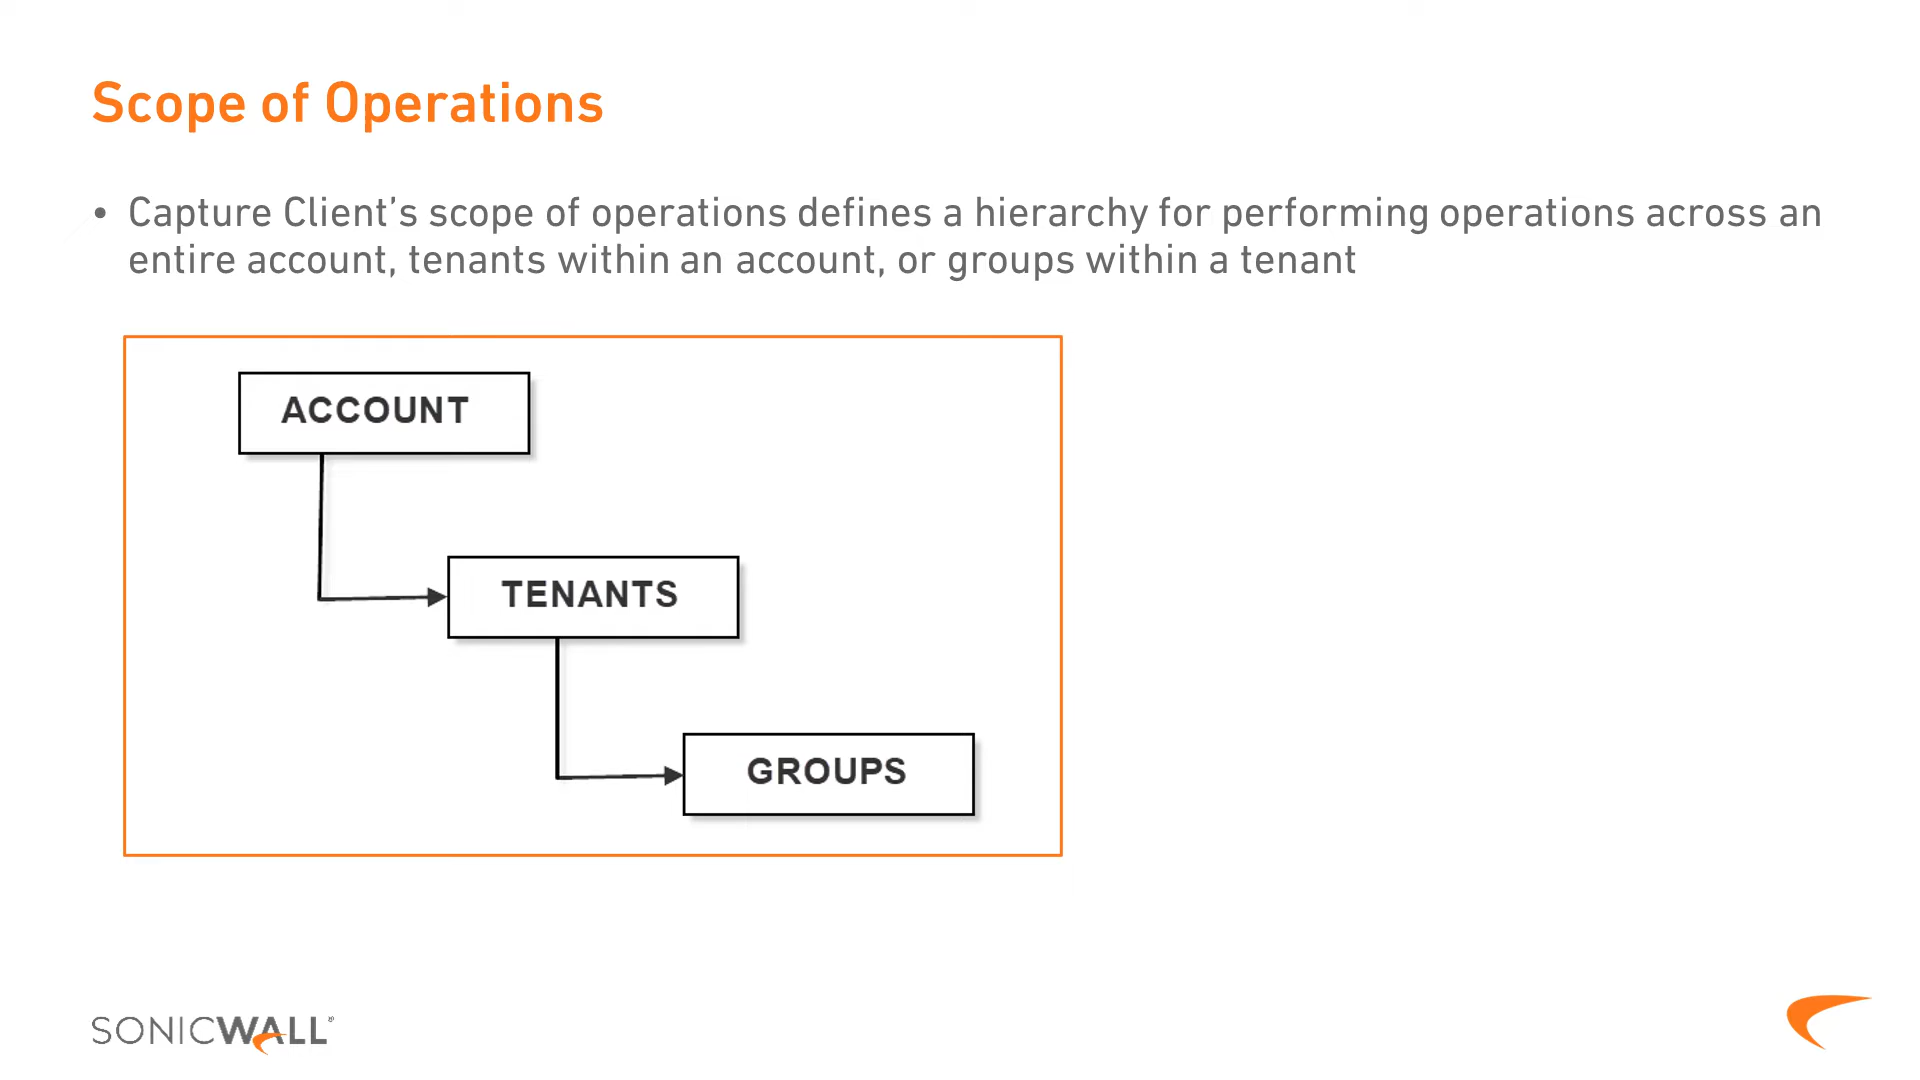 Scope of Operations
• Capture Client’s scope of operations defines a hierarchy for performing operations across an
entire account, tenants within an account, or groups within a tenant
ACCOUNT
TENANTS
GROUPS
SONICWALL®